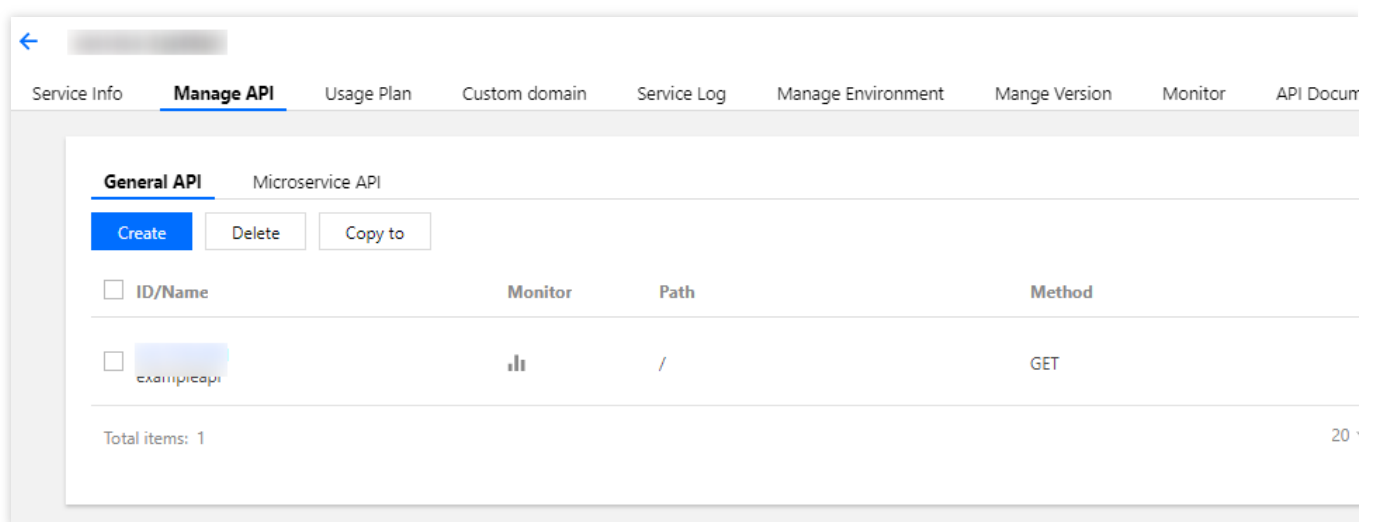 Service Info Manage API Usage Plan Custom domain Service Log Manage Environment Mange Version Monitor API Docum
General API Microservice API
Create Delete Copy to
ID/Name Monitor Path Method
exampleapi / GET
Total items: 1 20